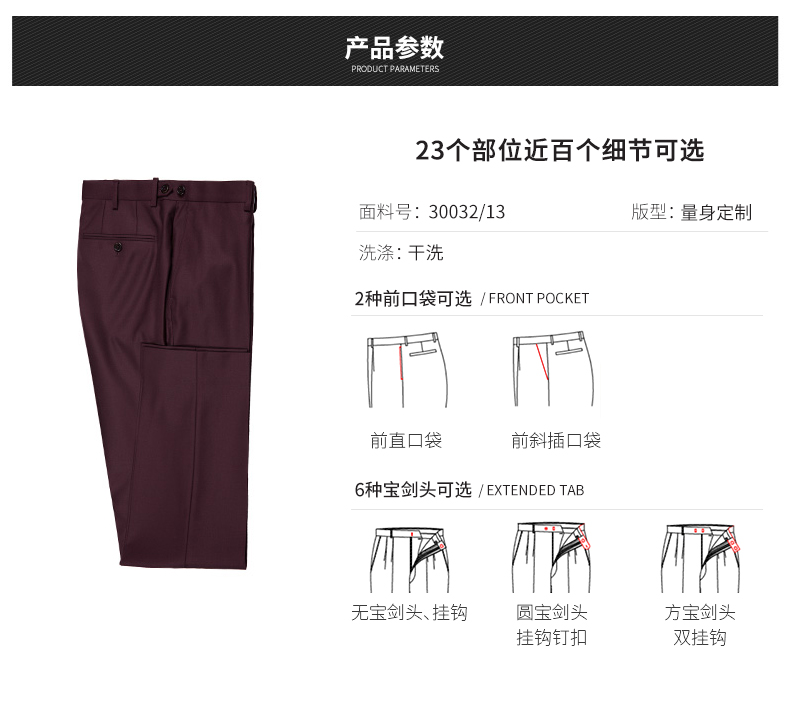 产品参数
PRODUCT PARAMETERS
23个部位近百个细节可选
面料号：30032/13
版型：量身定制
洗涤：干洗
2种前口袋可选 / FRONT POCKET
前直口袋
前斜插口袋
6种宝剑头可选 / EXTENDED TAB
无宝剑头、挂钩
圆宝剑头
挂钩钉扣
方宝剑头
双挂钩